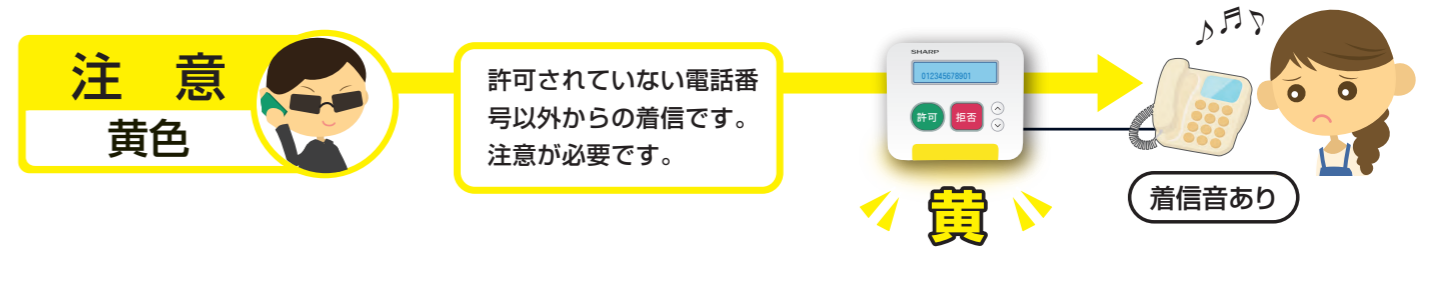 注 意
黄色
許可されていない電話番
号以外からの着信です。
注意が必要です。
SHARP
012345678901
許可 拒否
黄
着信音あり